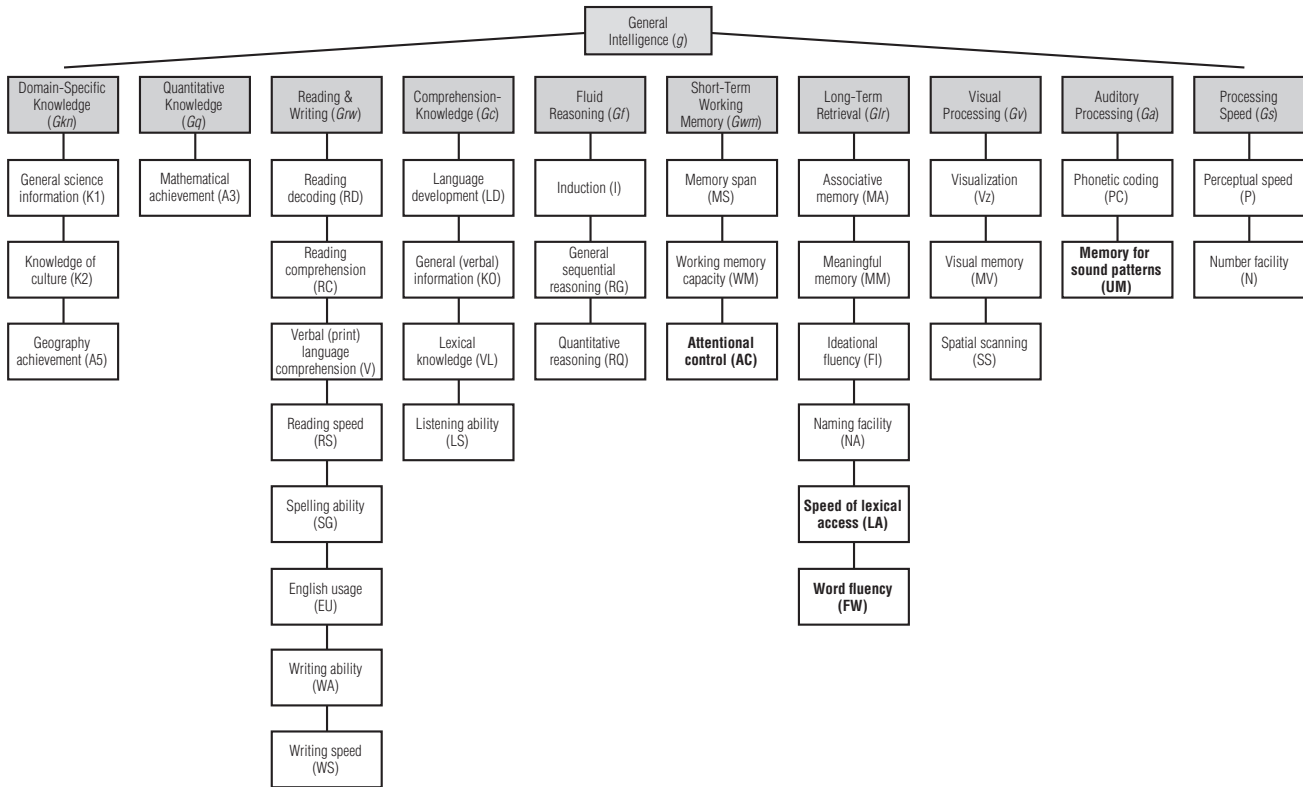 General
Intelligence (g)
Domain-Specific
Knowledge
(Gkn)
Quantitative
Knowledge
(Gq)
Reading &
Writing (Grw)
Comprehension-
Knowledge (Gc)
Fluid
Reasoning (Gf)
Short-Term
Working
Memory (Gwm)
Long-Term
Retrieval (Glr)
Visual
Processing (Gv)
Auditory
Processing (Ga)
Processing
Speed (Gs)
General science
information (K1)
Knowledge of
culture (K2)
Geography
achievement (A5)
Mathematical
achievement (A3)
Reading
decoding (RD)
Reading
comprehension
(RC)
Verbal (print)
language
comprehension (V)
Reading speed
(RS)
Spelling ability
(SG)
English usage
(EU)
Writing ability
(WA)
Writing speed
(WS)
Language
development (LD)
General (verbal)
information (KO)
Lexical
knowledge (VL)
Listening ability
(LS)
Induction (I)
General
sequential
reasoning (RG)
Quantitative
reasoning (RQ)
Memory span
(MS)
Working memory
capacity (WM)
Attentional
control (AC)
Associative
memory (MA)
Meaningful
memory (MM)
Ideational
fluency (FI)
Naming facility
(NA)
Speed of lexical
access (LA)
Word fluency
(FW)
Visualization
(Vz)
Visual memory
(MV)
Spatial scanning
(SS)
Phonetic coding
(PC)
Memory for
sound patterns
(UM)
Perceptual speed
(P)
Number facility
(N)